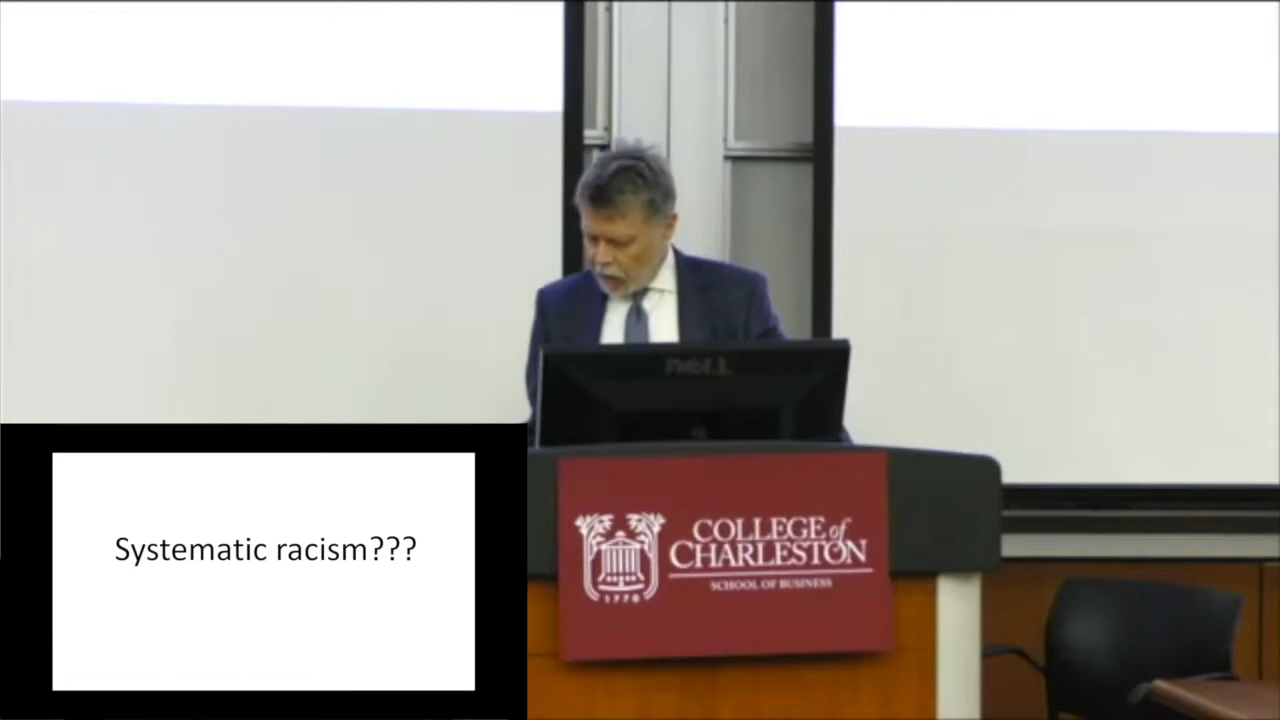 DELL
Systematic racism???
COLLEGE of
CHARLESTON
SCHOOL OF BUSINESS
1770